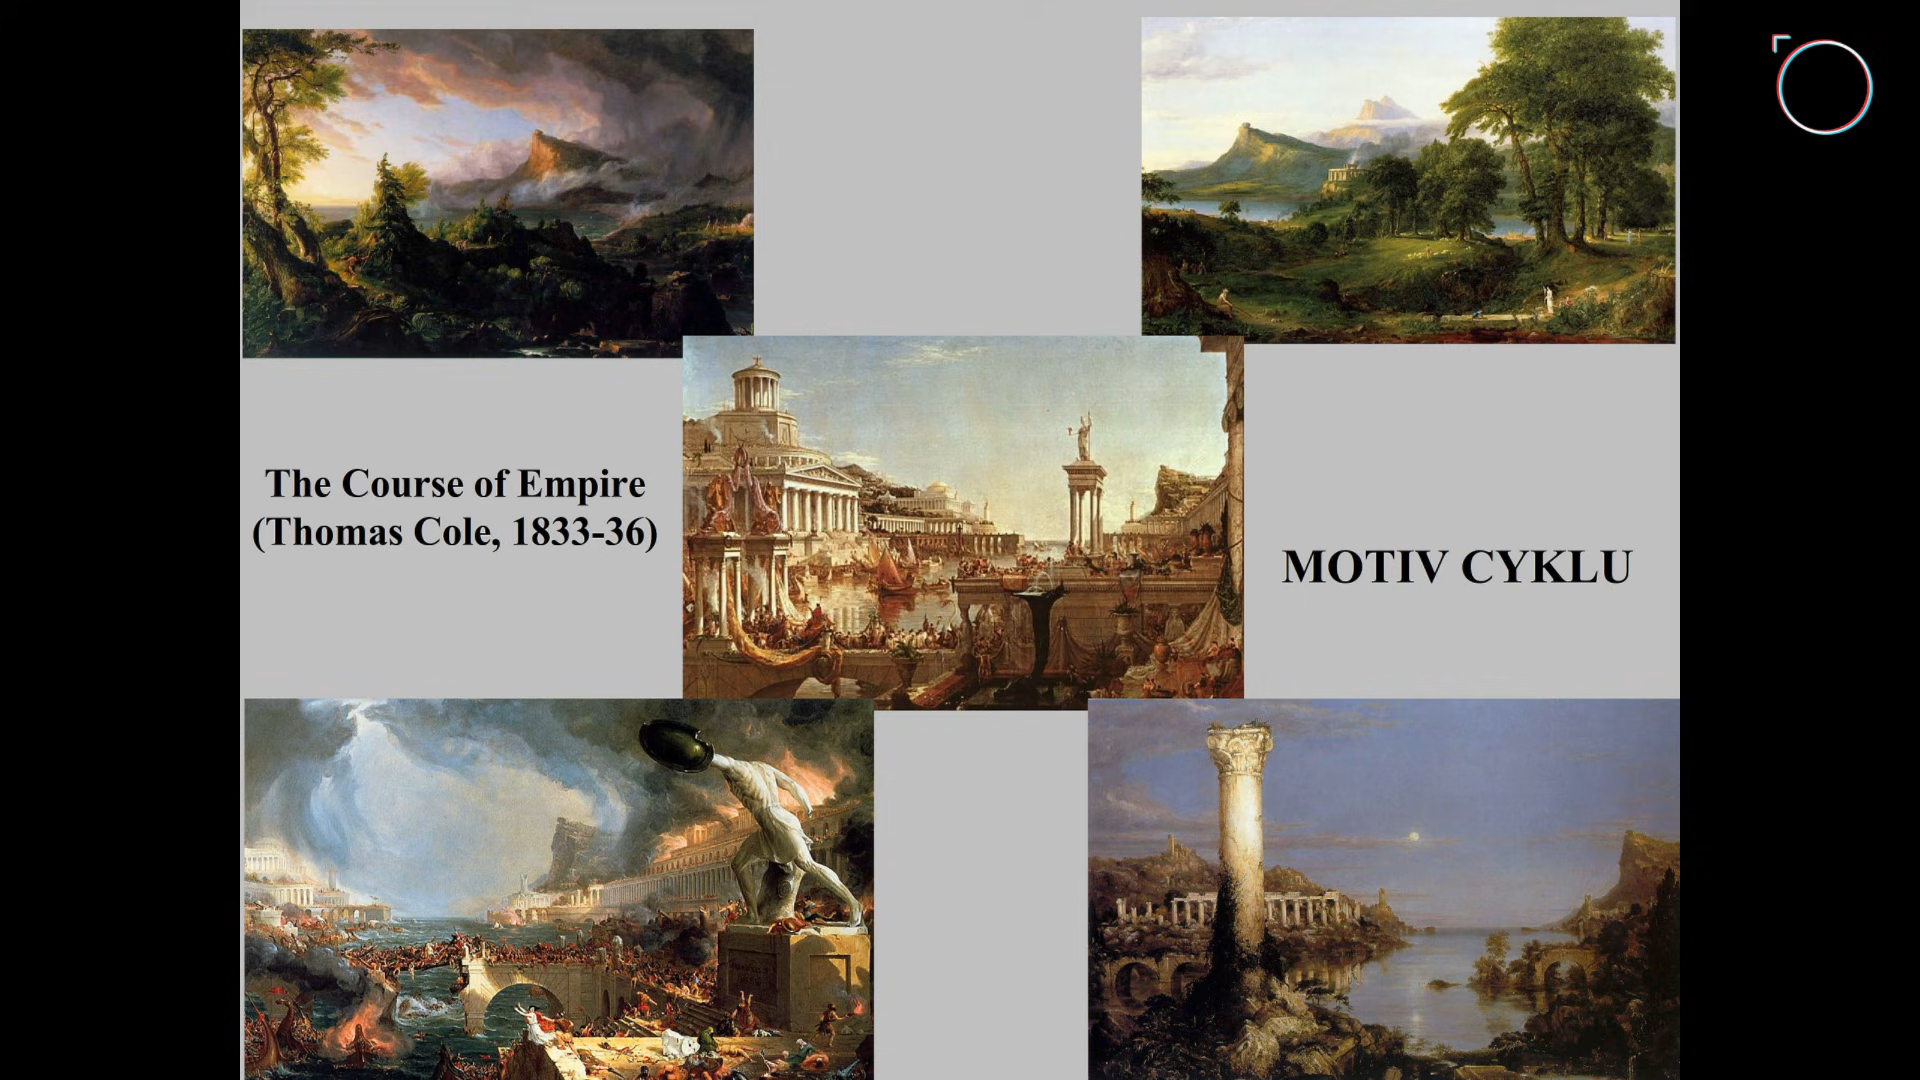 The Course of Empire
(Thomas Cole, 1833-36)
MOTIV CYKLU